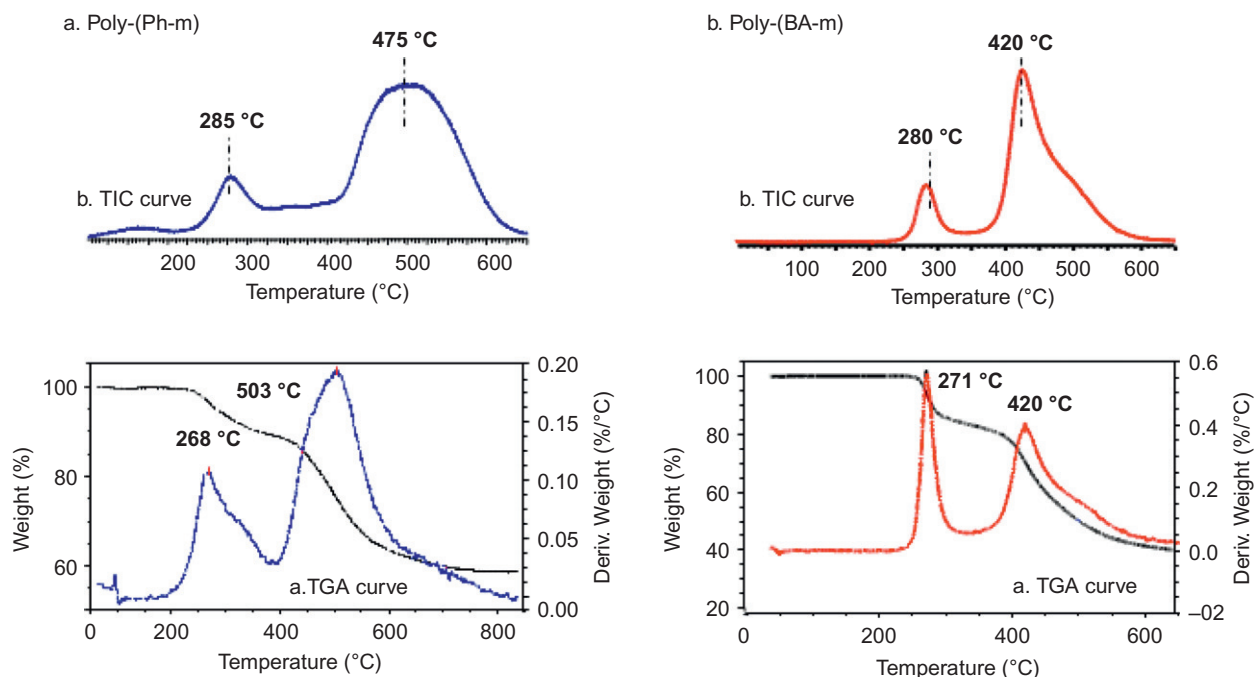 a. Poly-(Ph-m)
475 °C
285 °C
b. TIC curve
200 300 400 500 600
Temperature (°C)
b. Poly-(BA-m)
420 °C
280 °C
b. TIC curve
100 200 300 400 500 600
Temperature (°C)
100
80
60
Weight (%)
503 °C
268 °C
a.TGA curve
0.20
0.15
0.10
0.05
0.00
Deriv. Weight (%/°C)
0 200 400 600 800
Temperature (°C)
100
80
60
40
20
Weight (%)
271 °C
420 °C
a. TGA curve
0.6
0.4
0.2
0.0
–02
Deriv. Weight (%/°C)
0 200 400 600
Temperature (°C)